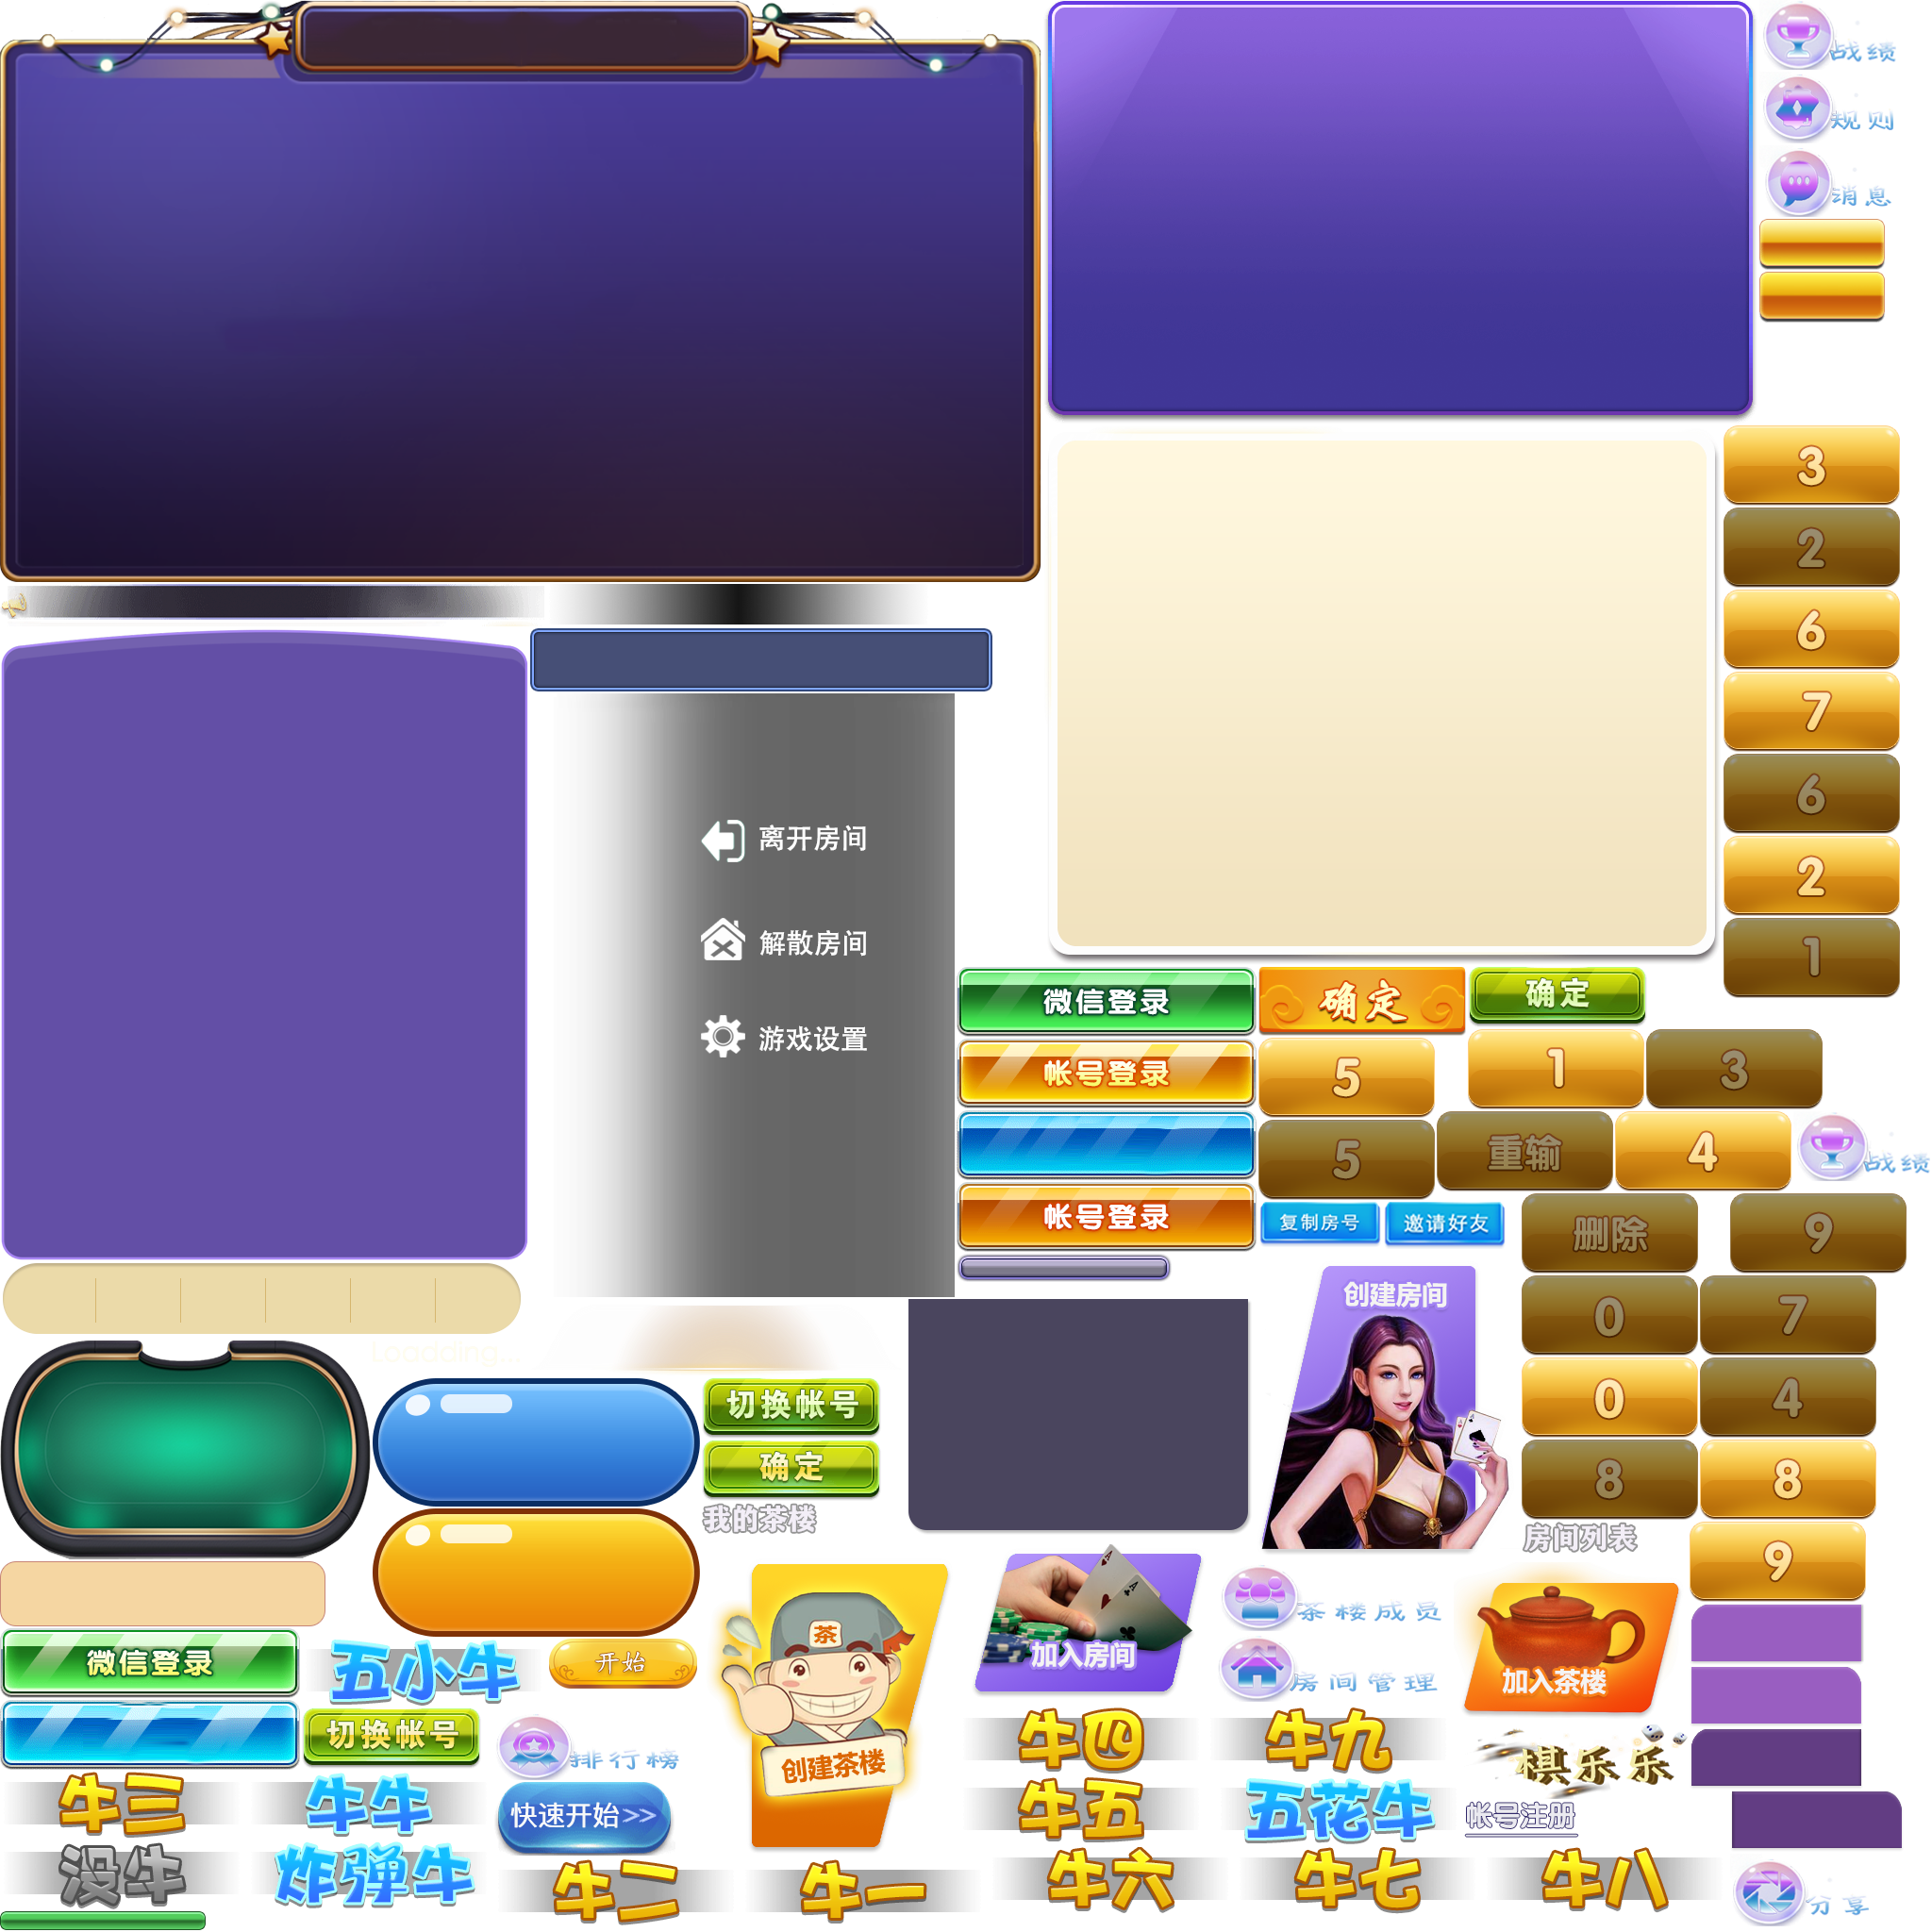 战绩
规则
消息
3
2
6
7
6
2
1
离开房间
解散房间
游戏设置
微信登录
确定
确定
帐号登录
5
1
3
5
重输
4
战绩
帐号登录
复制房号
邀请好友
删除
9
创建房间
0
7
Loadding
切换帐号
0
4
确定
8
8
我的茶楼
房间列表
9
茶
茶楼成员
加入房间
微信登录
五小牛
开始
房间管理
加入茶楼
切换帐号
排行榜
创建茶楼
牛四
牛九
棋乐乐
牛三
牛牛
快速开始>>
牛五
五花牛
帐号注册
没牛
炸弹牛
牛二
牛一
牛六
牛七
牛八
分享